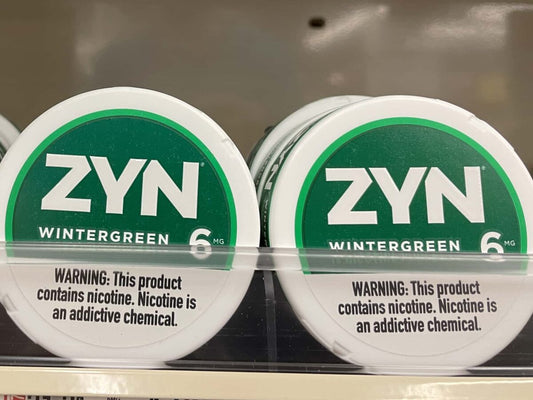 ZYN
WINTERGREEN 6 MG
WARNING: This product
contains nicotine. Nicotine is
an addictive chemical.
ZYN
WINTERGREEN 6 MG
WARNING: This product
contains nicotine. Nicotine is
an addictive chemical.